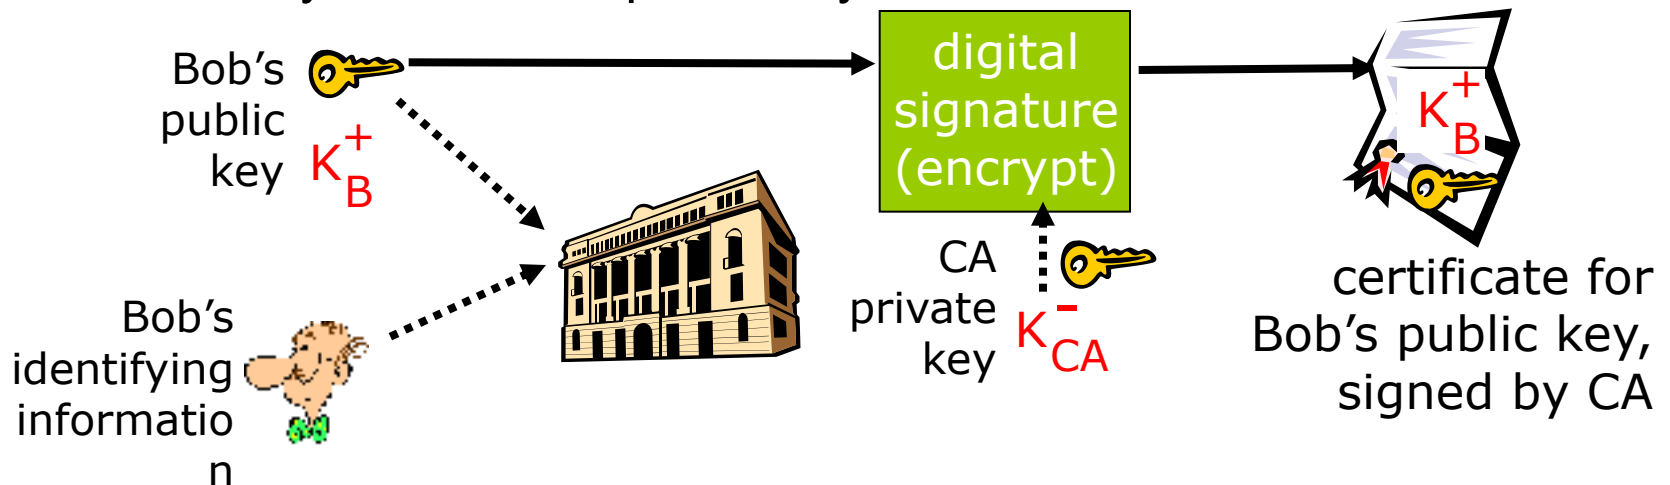 Bob's
public
key
K+B
digital
signature
(encrypt)
K+B
CA
private
key
K-CA
certificate for
Bob's public key,
signed by CA
Bob's
identifying
informatio
n